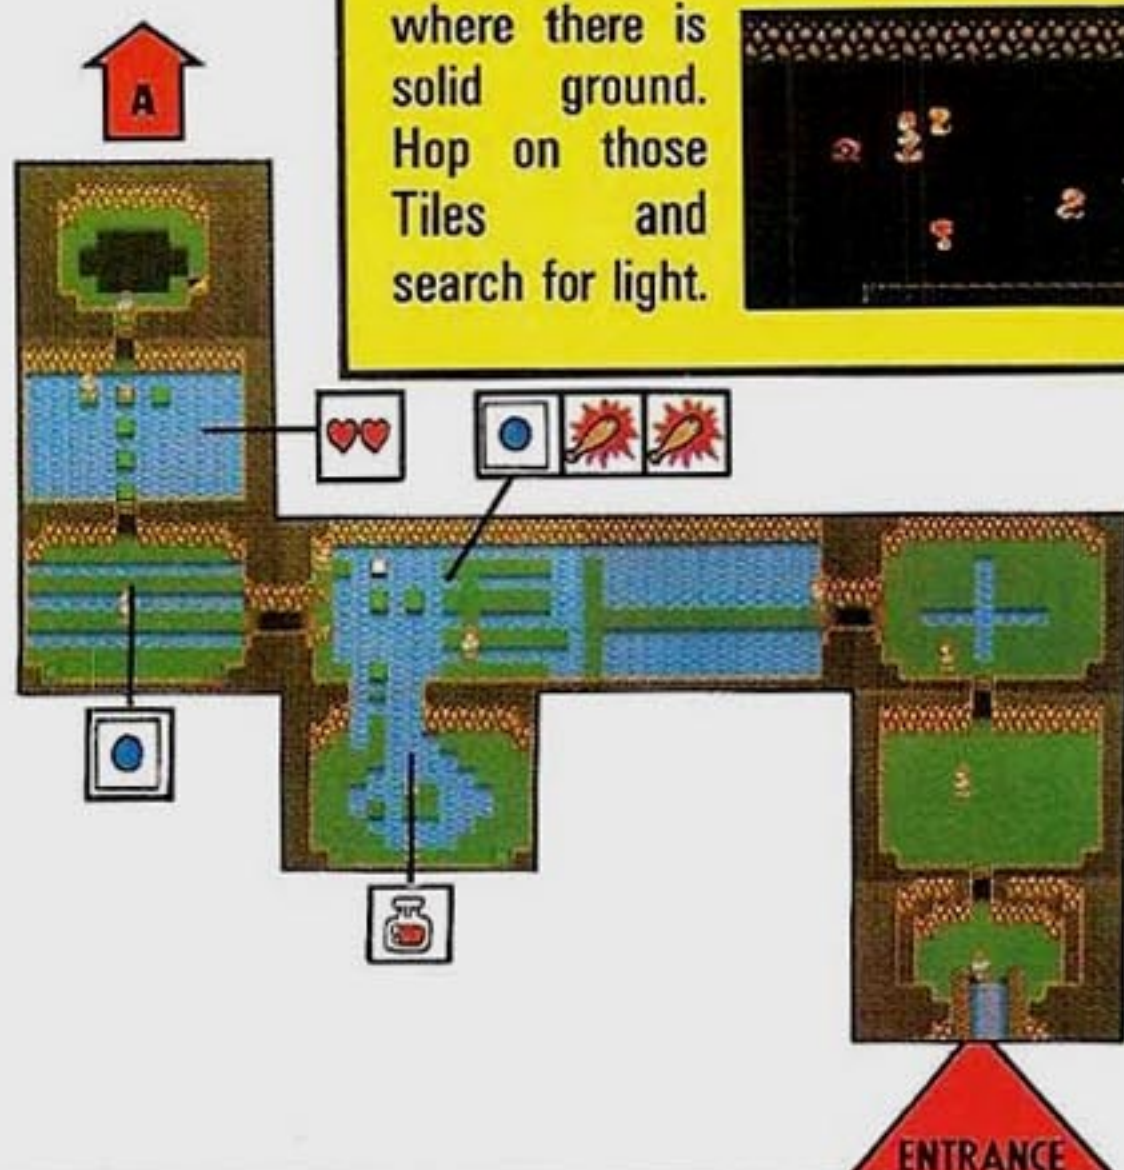 where there is
solid ground.
Hop on those
Tiles and
search for light.
A
ENTRANCE